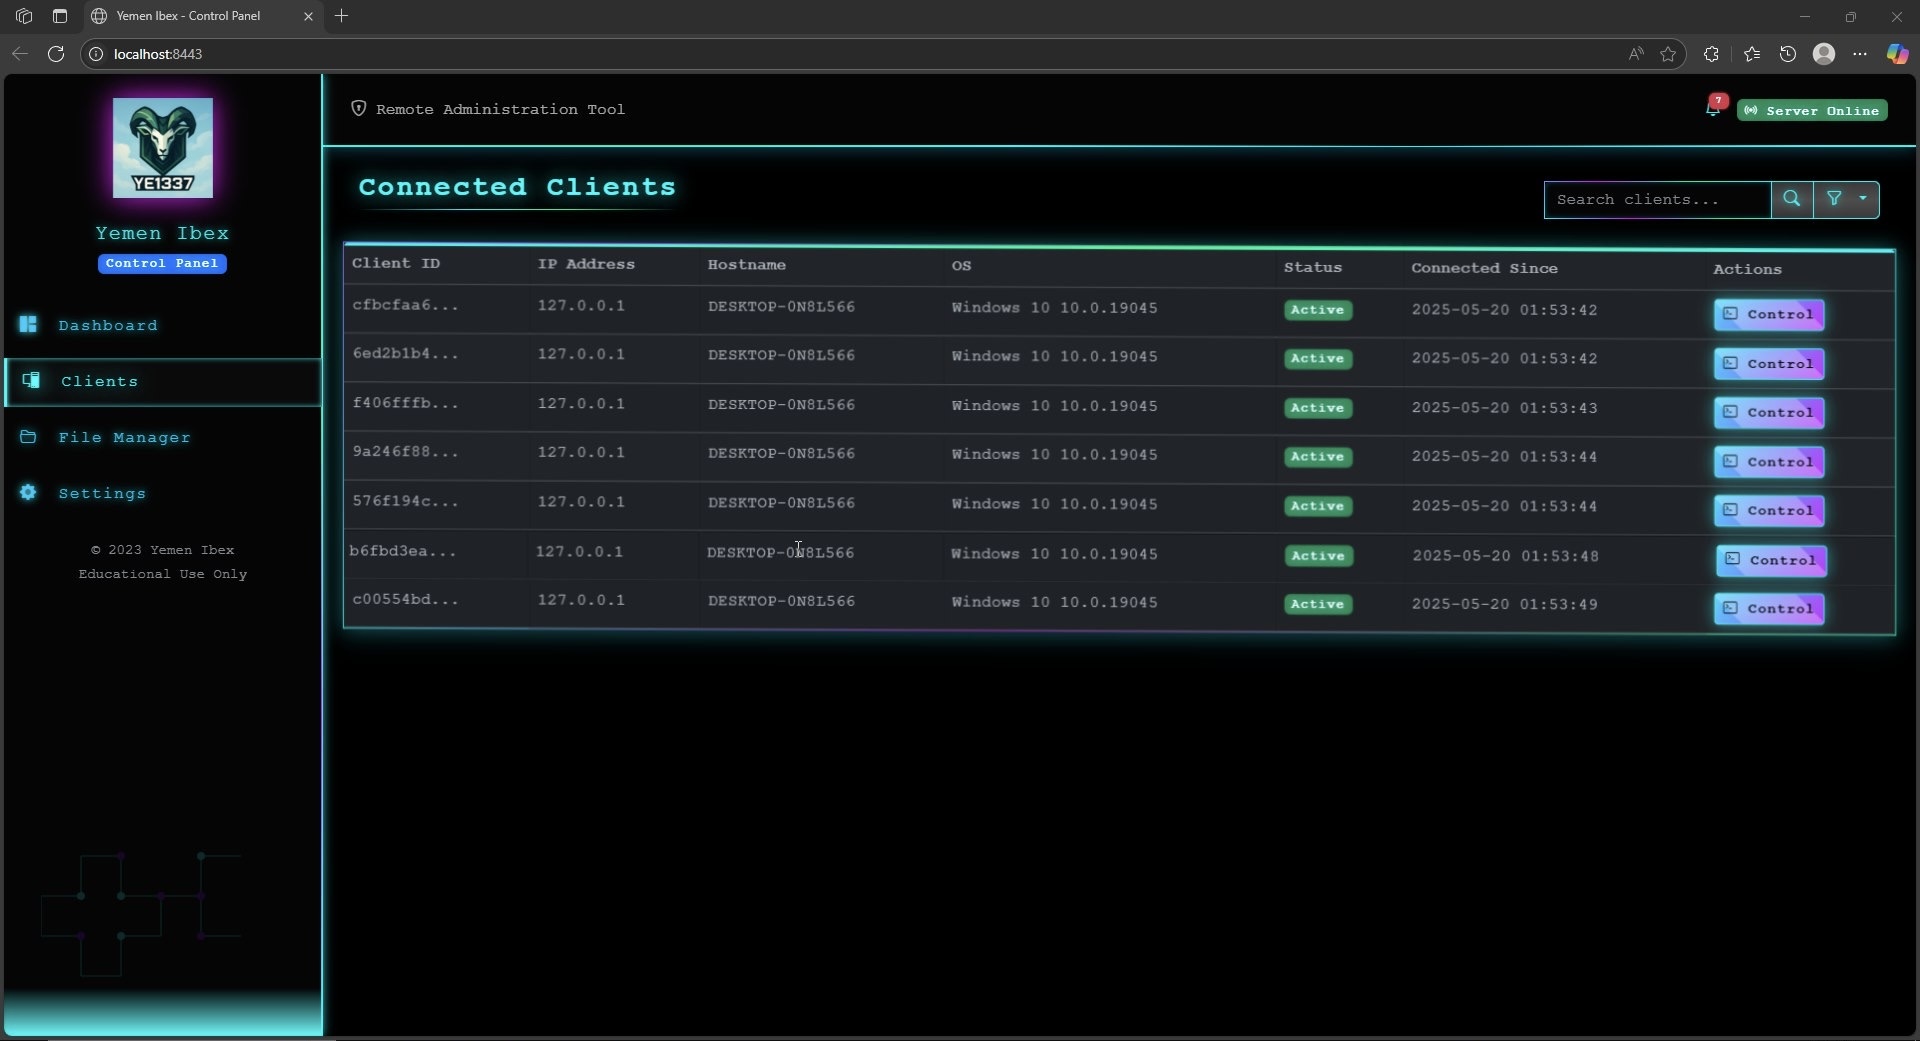 Yemen Ibex - Control Panel
localhost:8443
YE1337
Yemen Ibex
Control Panel
Dashboard
Clients
File Manager
Settings
© 2023 Yemen Ibex
Educational Use Only
Remote Administration Tool
7
Server Online
Connected Clients
Search clients...
Client ID IP Address Hostname OS Status Connected Since Actions
cfbcfaa6... 127.0.0.1 DESKTOP-0N8L566 Windows 10 10.0.19045 Active 2025-05-20 01:53:42 Control
6ed2b1b4... 127.0.0.1 DESKTOP-0N8L566 Windows 10 10.0.19045 Active 2025-05-20 01:53:42 Control
f406fffb... 127.0.0.1 DESKTOP-0N8L566 Windows 10 10.0.19045 Active 2025-05-20 01:53:43 Control
9a246f88... 127.0.0.1 DESKTOP-0N8L566 Windows 10 10.0.19045 Active 2025-05-20 01:53:44 Control
576f194c... 127.0.0.1 DESKTOP-0N8L566 Windows 10 10.0.19045 Active 2025-05-20 01:53:44 Control
b6fbd3ea... 127.0.0.1 DESKTOP-0N8L566 Windows 10 10.0.19045 Active 2025-05-20 01:53:48 Control
c00554bd... 127.0.0.1 DESKTOP-0N8L566 Windows 10 10.0.19045 Active 2025-05-20 01:53:49 Control